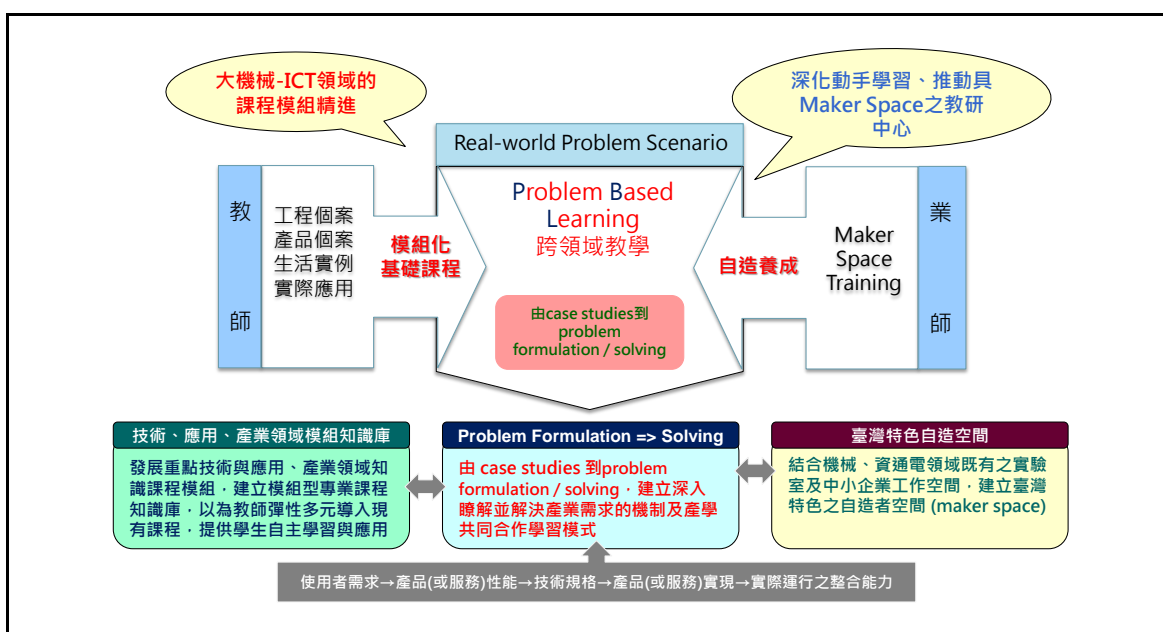 大機械-ICT領域的
課程模組精進
深化動手學習、推動具
Maker Space之教研
中心
Real-world Problem Scenario
教
師
工程個案
產品個案
生活實例
實際應用
模組化
基礎課程
Problem Based
Learning
跨領域教學
由case studies到
problem
formulation / solving
自造養成
Maker
Space
Training
業
師
技術、應用、產業領域模組知識庫
發展重點技術與應用、產業領域知
識課程模組，建立模組型專業課程
知識庫，以為教師彈性多元導入現
有課程，提供學生自主學習與應用
Problem Formulation => Solving
由 case studies 到problem
formulation / solving，建立深入
瞭解並解決產業需求的機制及產學
共同合作學習模式
臺灣特色自造空間
結合機械、資通電領域既有之實驗
室及中小企業工作空間，建立臺灣
特色之自造者空間 (maker space)
使用者需求→產品(或服務)性能→技術規格→產品(或服務)實現→實際運行之整合能力